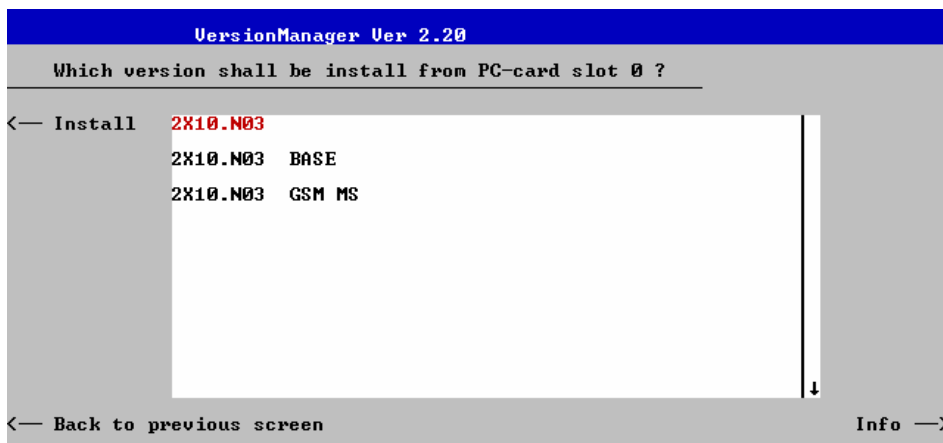 VersionManager Ver 2.20
Which version shall be install from PC-card slot 0 ?
<— Install 2X10.N03
2X10.N03 BASE
2X10.N03 GSM MS
↓
<— Back to previous screen Info —>